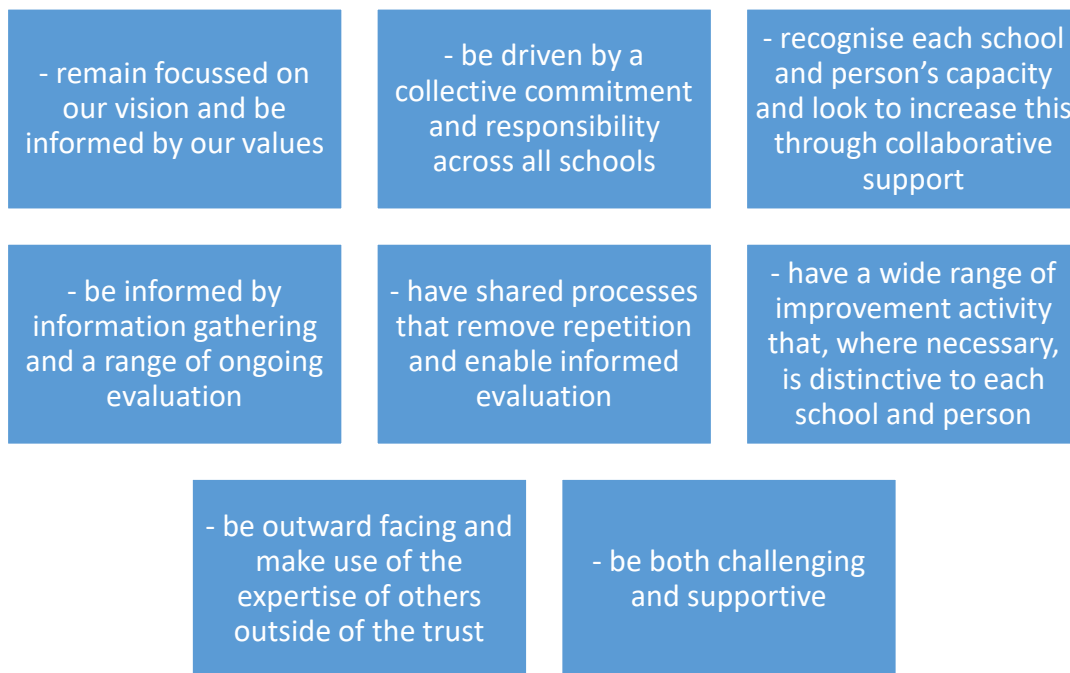 - remain focussed on
our vision and be
informed by our values
- be driven by a
collective commitment
and responsibility
across all schools
- recognise each school
and person’s capacity
and look to increase this
through collaborative
support
- be informed by
information gathering
and a range of ongoing
evaluation
- have shared processes
that remove repetition
and enable informed
evaluation
- have a wide range of
improvement activity
that, where necessary,
is distinctive to each
school and person
- be outward facing and
make use of the
expertise of others
outside of the trust
- be both challenging
and supportive